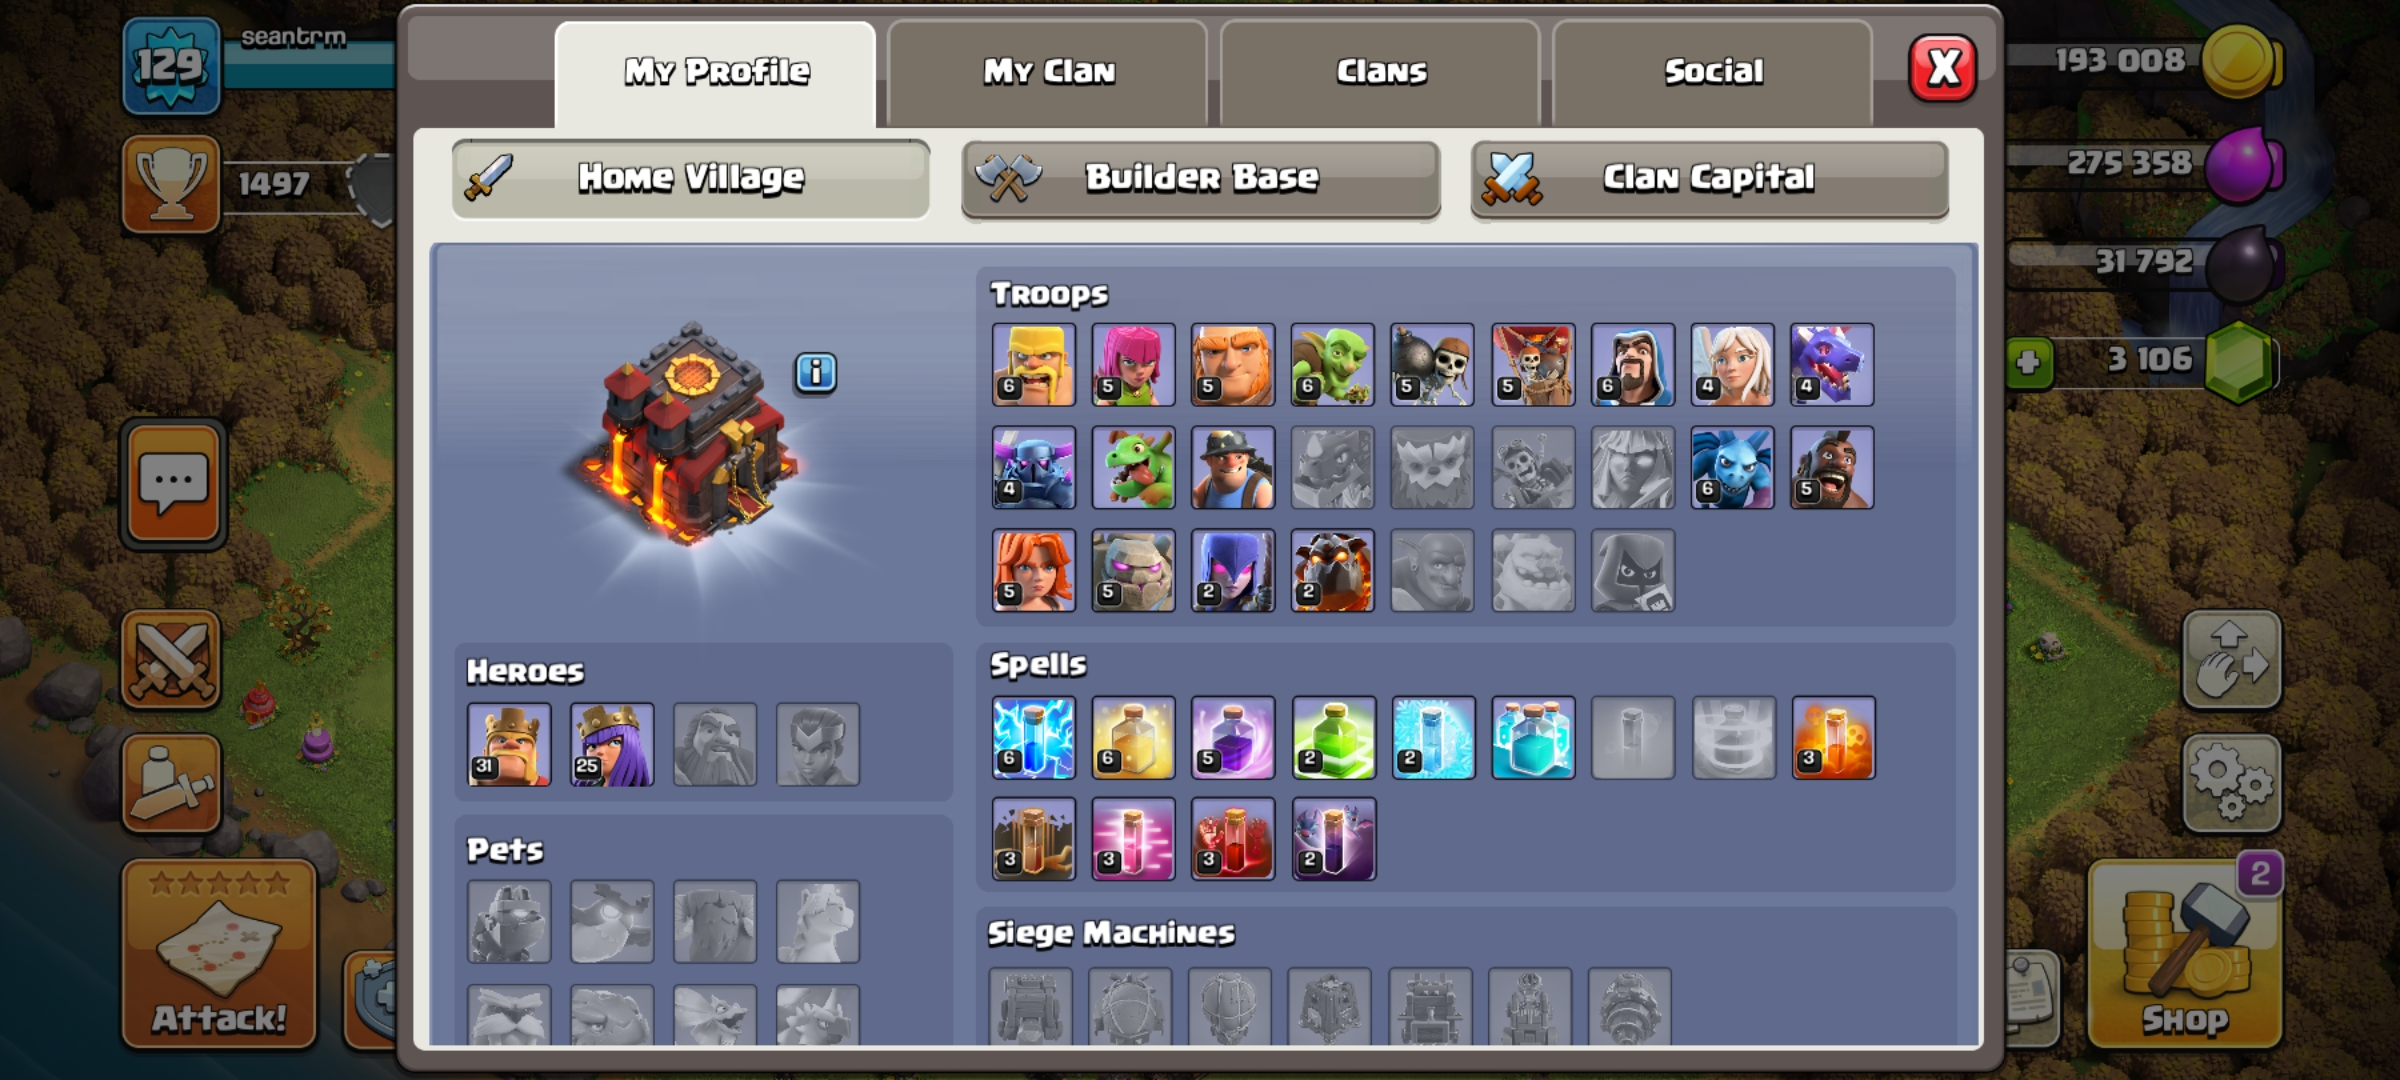 129
seantrm
My Profile
My Clan
Clans
Social
X
193 008
1497
Home Village
Builder Base
Clan Capital
275 358
31 792
3 106
Troops
6 5 5 6 5 5 6 4 4
4 6 5
5 5 2 2
Heroes
31 25
Spells
6 6 5 2 2 3
3 3 3 2
Pets
Siege Machines
Attack!
2
Shop